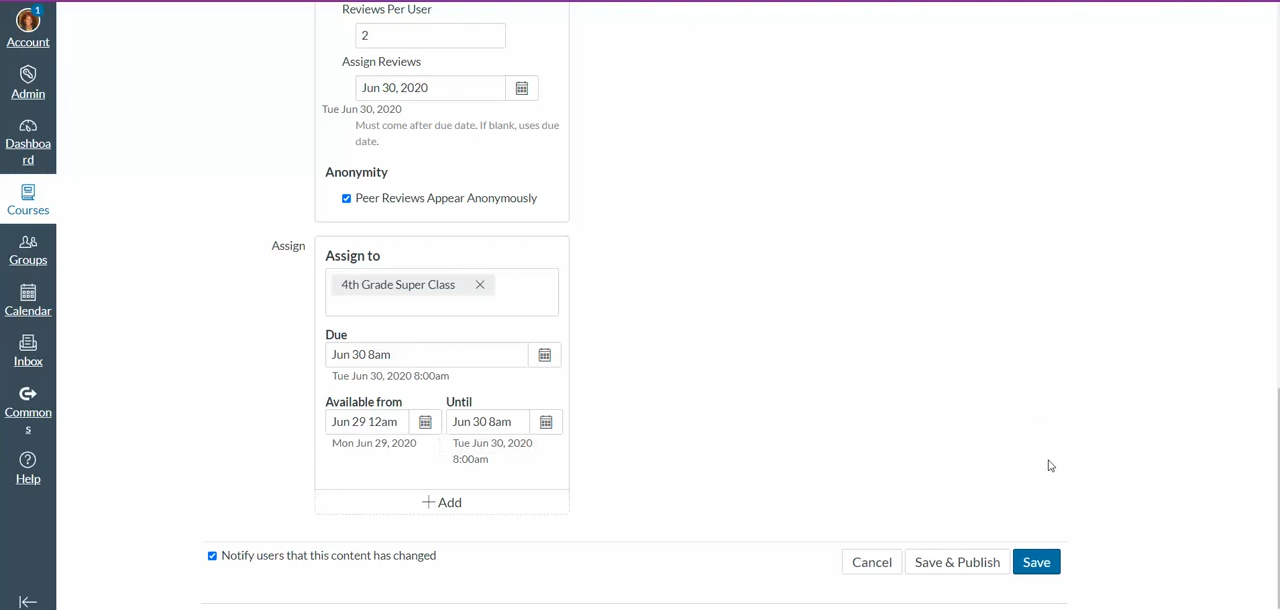 1
Account
Admin
Dashboa
rd
Courses
Groups
Calendar
Inbox
Common
s
Help
Reviews Per User
2
Assign Reviews
Jun 30, 2020
Tue Jun 30, 2020
Must come after due date. If blank, uses due
date.
Anonymity
Peer Reviews Appear Anonymously
Assign
Assign to
4th Grade Super Class
Due
Jun 30 8am
Tue Jun 30, 2020 8:00am
Available from Until
Jun 29 12am Jun 30 8am
Mon Jun 29, 2020 Tue Jun 30, 2020
8:00am
+ Add
Notify users that this content has changed
Cancel Save & Publish Save